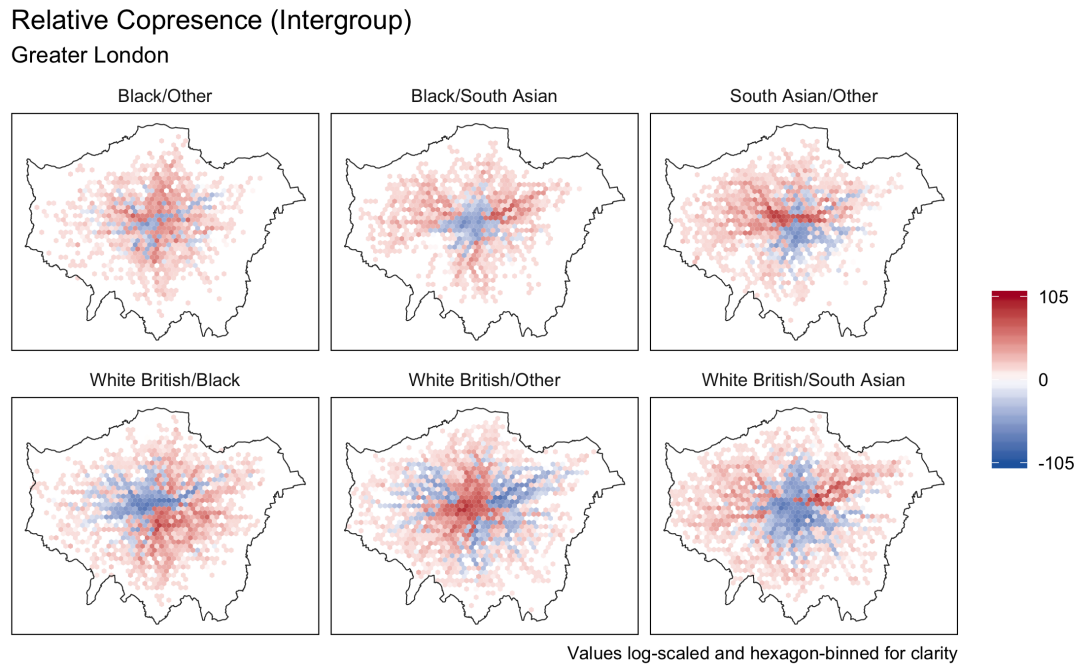 Relative Copresence (Intergroup)
Greater London
Black/Other
Black/South Asian
South Asian/Other
White British/Black
White British/Other
White British/South Asian
105
0
-105
Values log-scaled and hexagon-binned for clarity